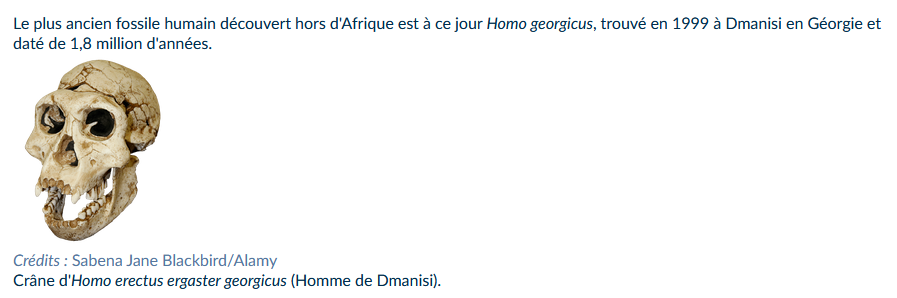 Le plus ancien fossile humain découvert hors d'Afrique est à ce jour Homo georgicus, trouvé en 1999 à Dmanisi en Géorgie et
daté de 1,8 million d'années.
Crédits : Sabena Jane Blackbird/Alamy
Crâne d'Homo erectus ergaster georgicus (Homme de Dmanisi).